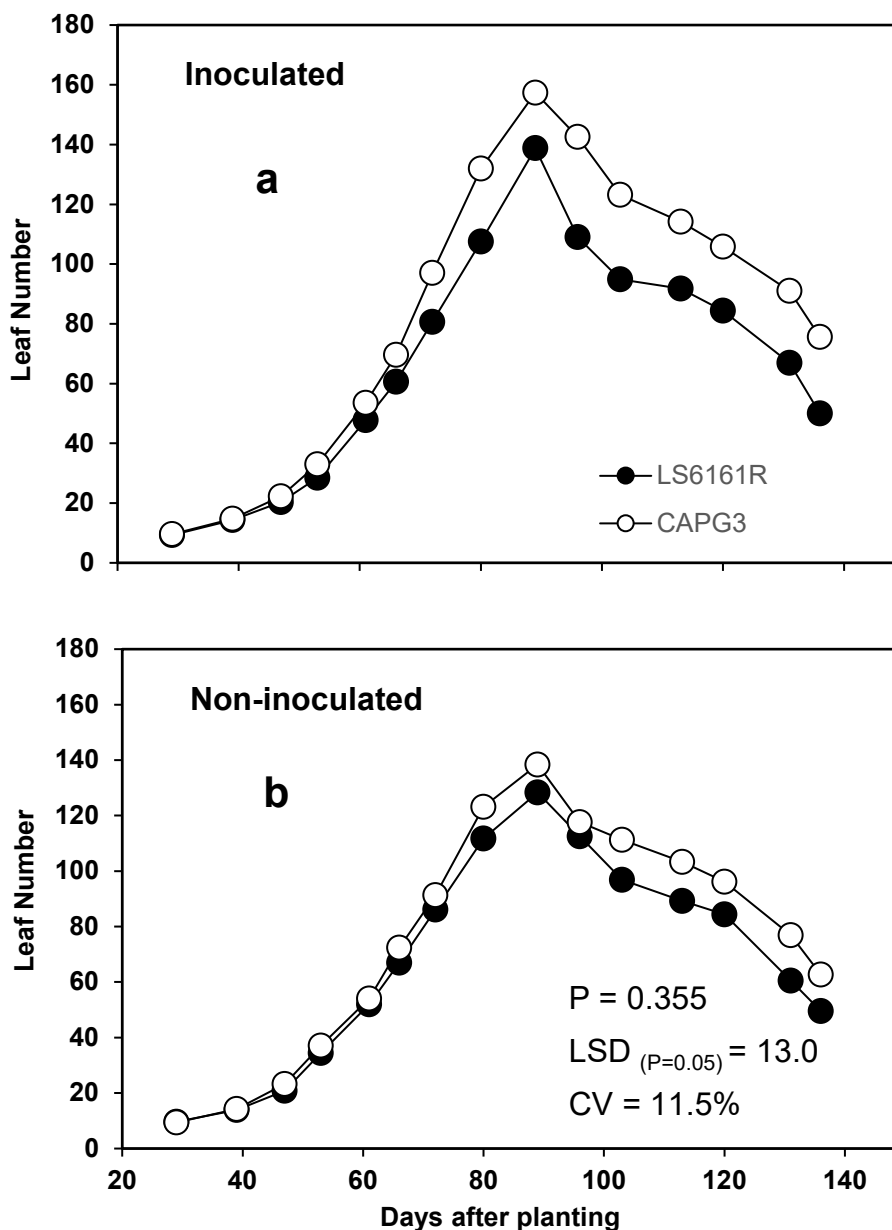 180
160
140
120
100
80
60
40
20
0
Leaf Number
Inoculated
a
LS6161R
CAPG3
180
160
140
120
100
80
60
40
20
0
Leaf Number
Non-inoculated
b
P = 0.355
LSD (P=0.05) = 13.0
CV = 11.5%
20 40 60 80 100 120 140
Days after planting